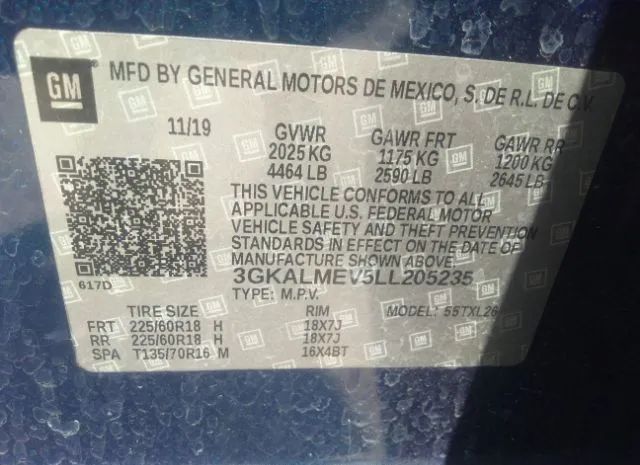 GM
MFD BY GENERAL MOTORS DE MEXICO, S. DE R.L. DE C.V.
11/19 GVWR GAWR FRT GAWR RR
2025 KG 1175 KG 1200 KG
4464 LB 2590 LB 2645 LB
THIS VEHICLE CONFORMS TO ALL
APPLICABLE U.S. FEDERAL MOTOR
VEHICLE SAFETY AND THEFT PREVENTION
STANDARDS IN EFFECT ON THE DATE OF
MANUFACTURE SHOWN ABOVE.
617D
3GKALMEV5LL205235
TYPE: M.P.V. MODEL: 55TXL26
TIRE SIZE RIM
FRT 225/60R18 H 18X7J
RR 225/60R18 H 18X7J
SPA T135/70R16 M 16X4BT